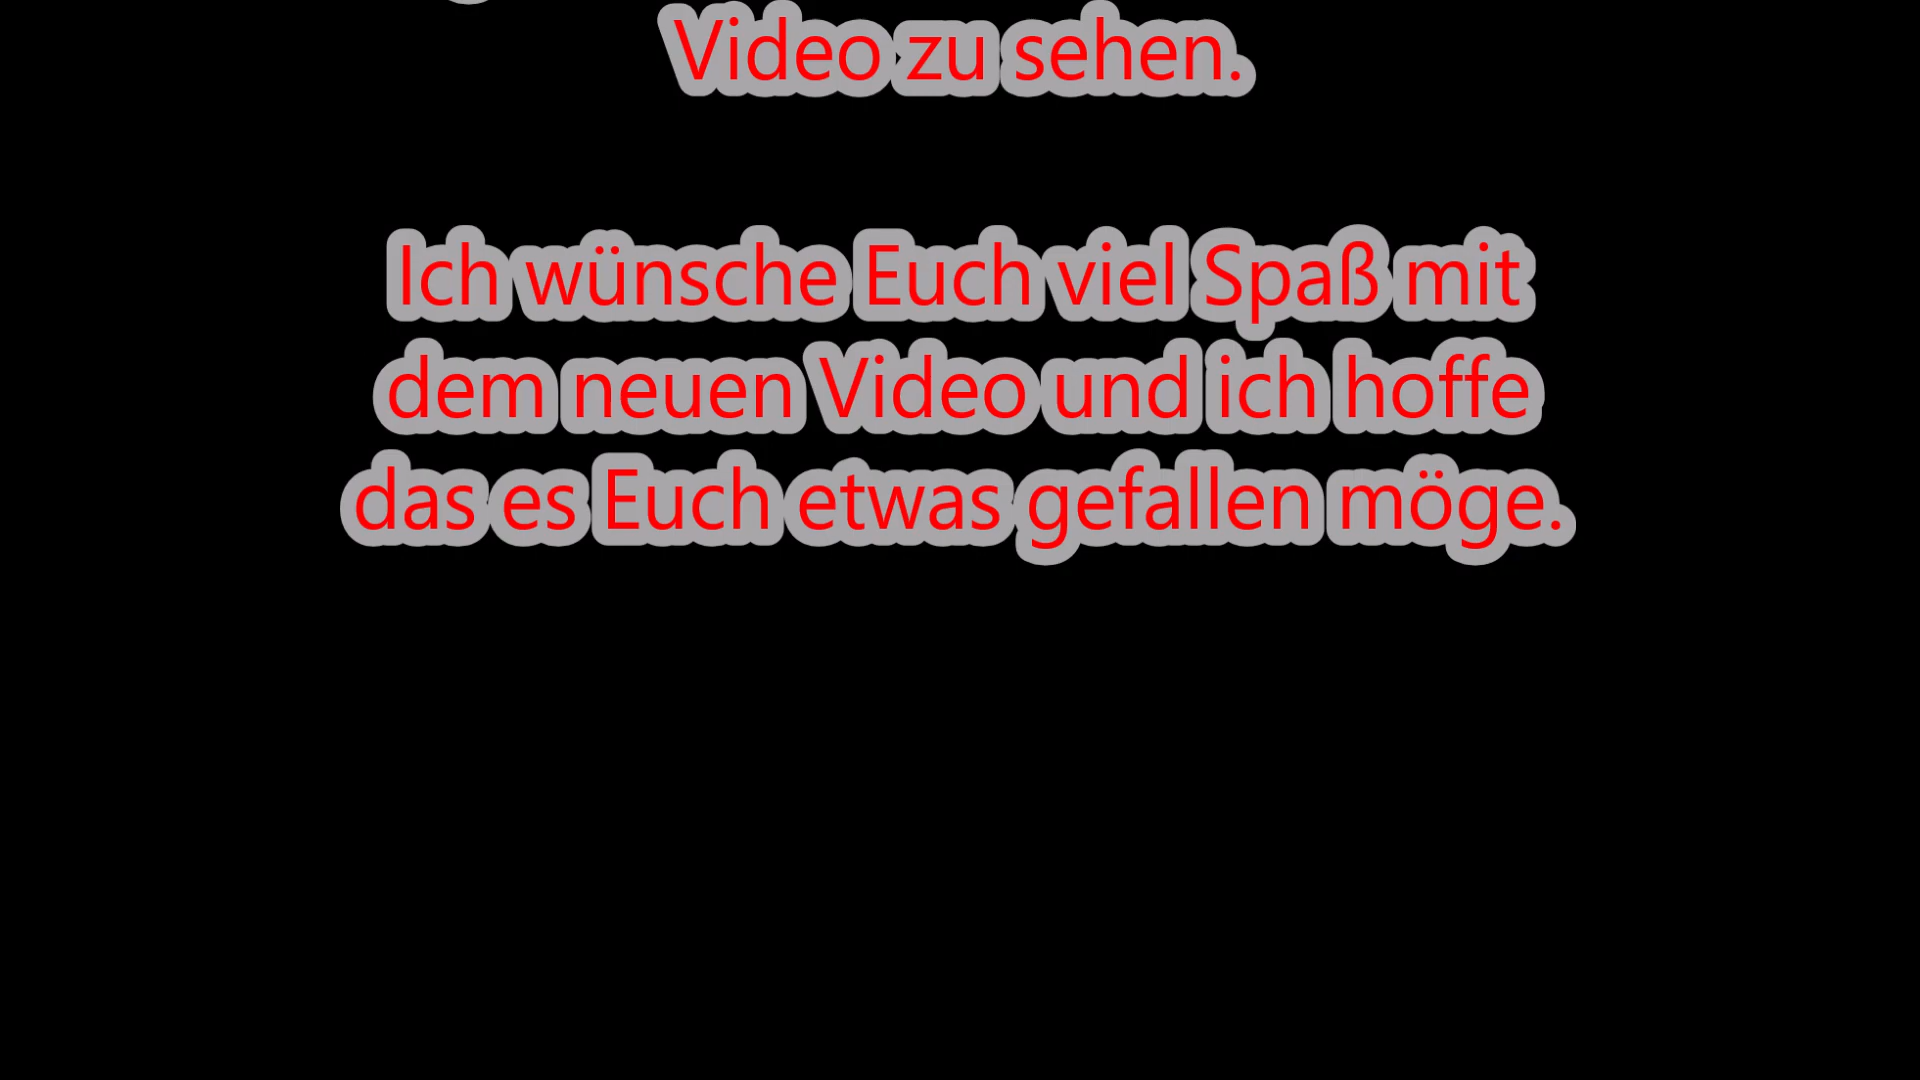 Video zu sehen.
Ich wünsche Euch viel Spaß mit
dem neuen Video und ich hoffe
das es Euch etwas gefallen möge.